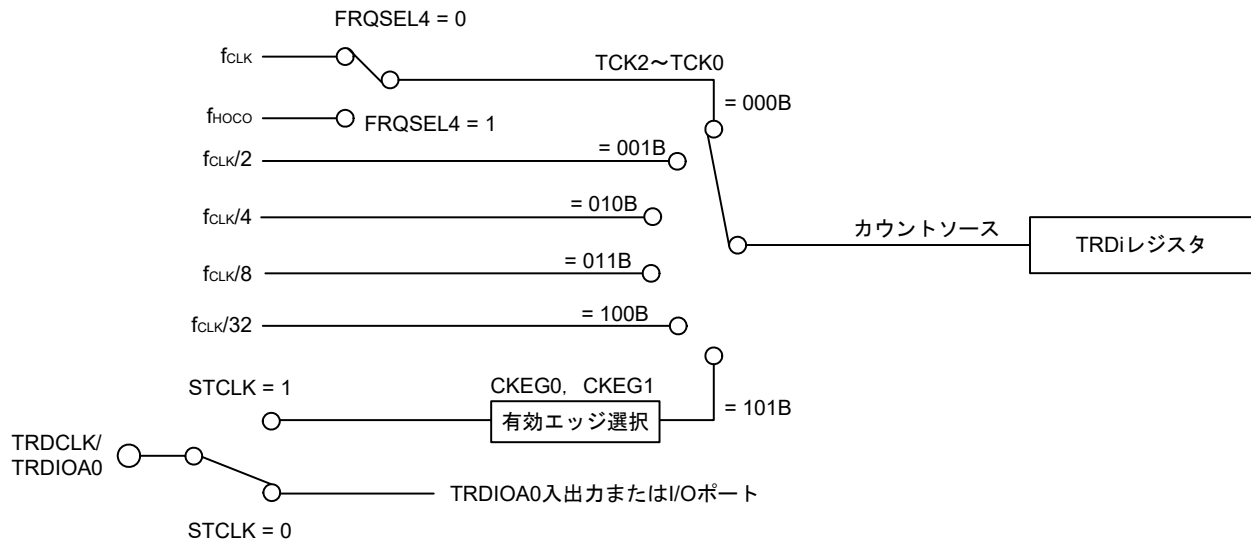 FRQSEL4 = 0
fCLK
TCK2～TCK0
= 000B
fHOCO
FRQSEL4 = 1
fCLK/2
= 001B
fCLK/4
= 010B
カウントソース
TRDiレジスタ
fCLK/8
= 011B
fCLK/32
= 100B
STCLK = 1
CKEG0, CKEG1
有効エッジ選択
= 101B
TRDCLK/
TRDIOA0
TRDIOA0入出力またはI/Oポート
STCLK = 0